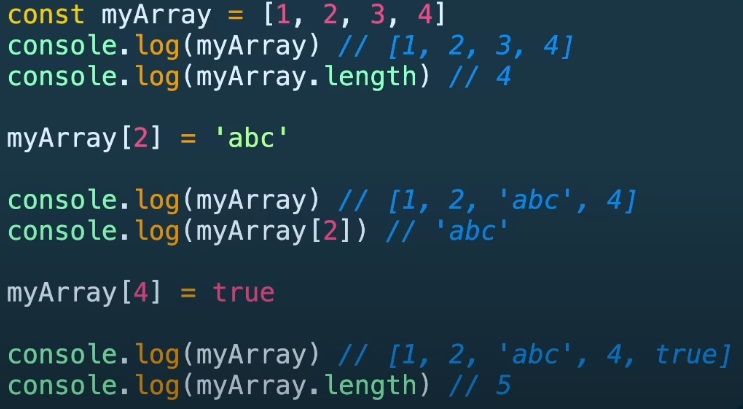 const myArray = [1, 2, 3, 4]
console.log(myArray) // [1, 2, 3, 4]
console.log(myArray.length) // 4
myArray[2] = 'abc'
console.log(myArray) // [1, 2, 'abc', 4]
console.log(myArray[2]) // 'abc'
myArray[4] = true
console.log(myArray) // [1, 2, 'abc', 4, true]
console.log(myArray.length) // 5